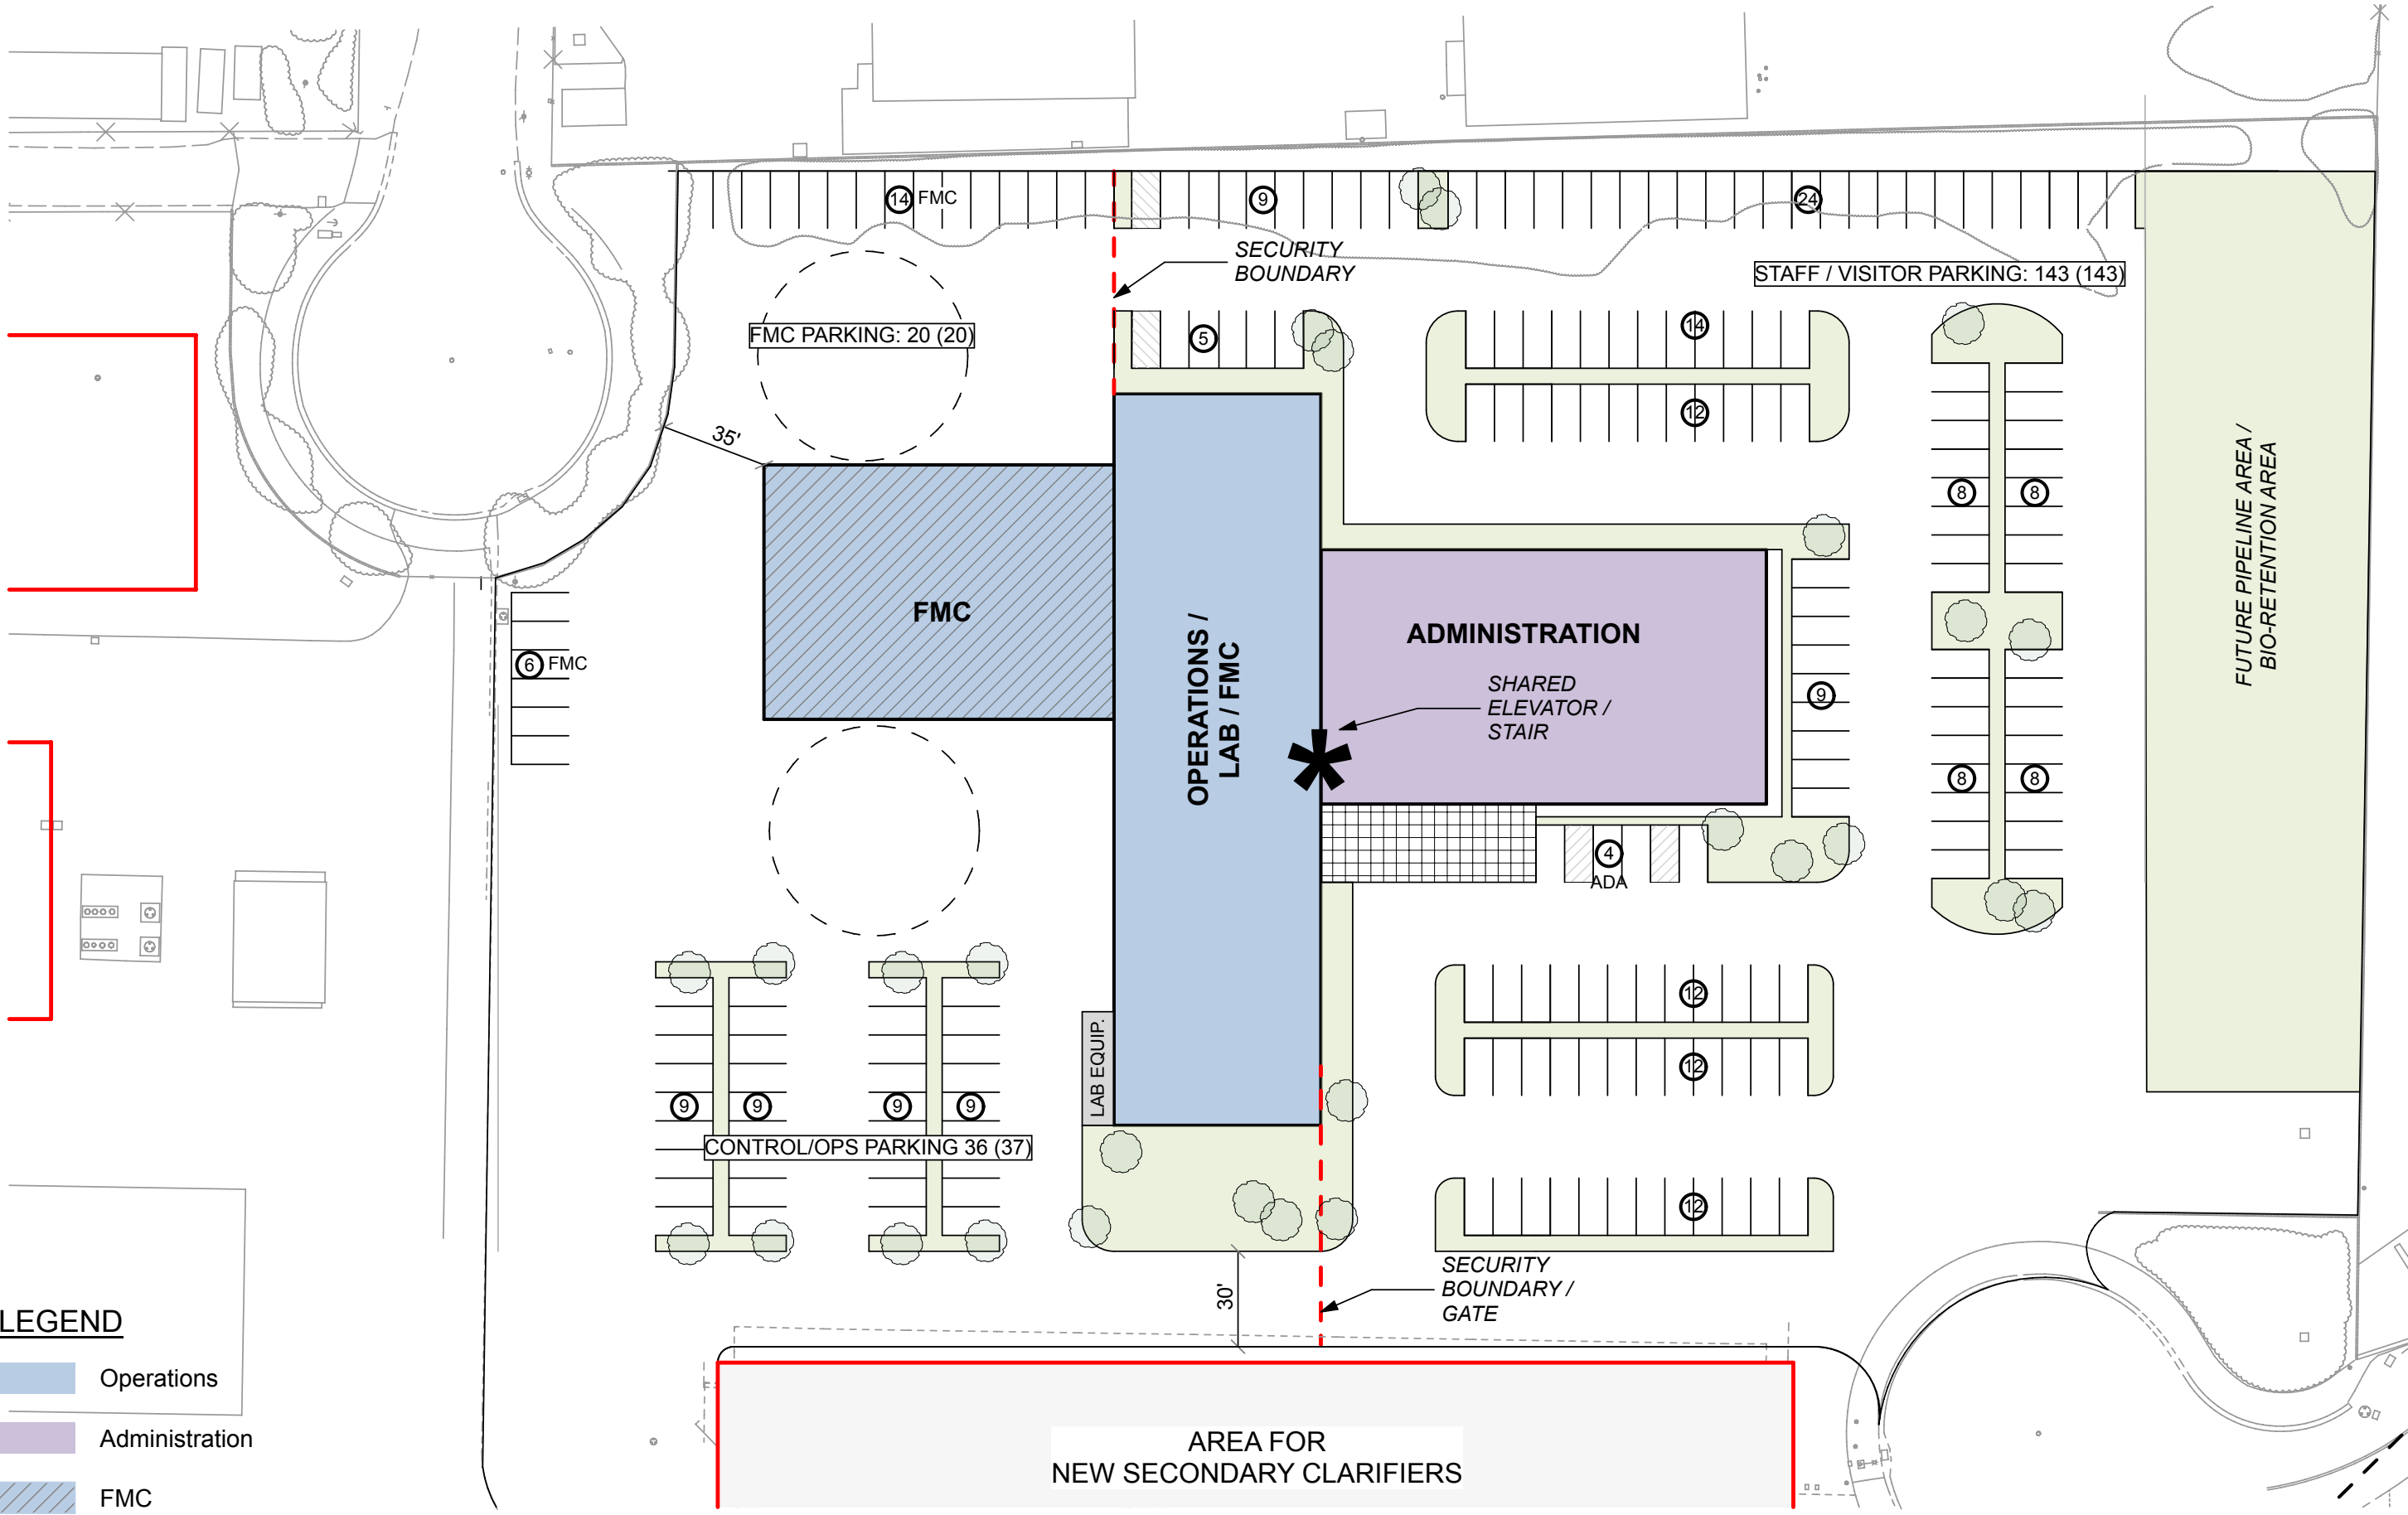 14 FMC
9
24
SECURITY
BOUNDARY
STAFF / VISITOR PARKING: 143 (143)
FMC PARKING: 20 (20)
5
14
12
35'
8
8
FUTURE PIPELINE AREA /
BIO-RETENTION AREA
FMC
OPERATIONS /
LAB / FMC
ADMINISTRATION
6 FMC
SHARED
ELEVATOR /
STAIR
9
8
8
4
ADA
12
LAB EQUIP.
12
9
9
9
9
CONTROL/OPS PARKING 36 (37)
12
SECURITY
BOUNDARY /
GATE
30'
LEGEND
Operations
Administration
FMC
AREA FOR
NEW SECONDARY CLARIFIERS